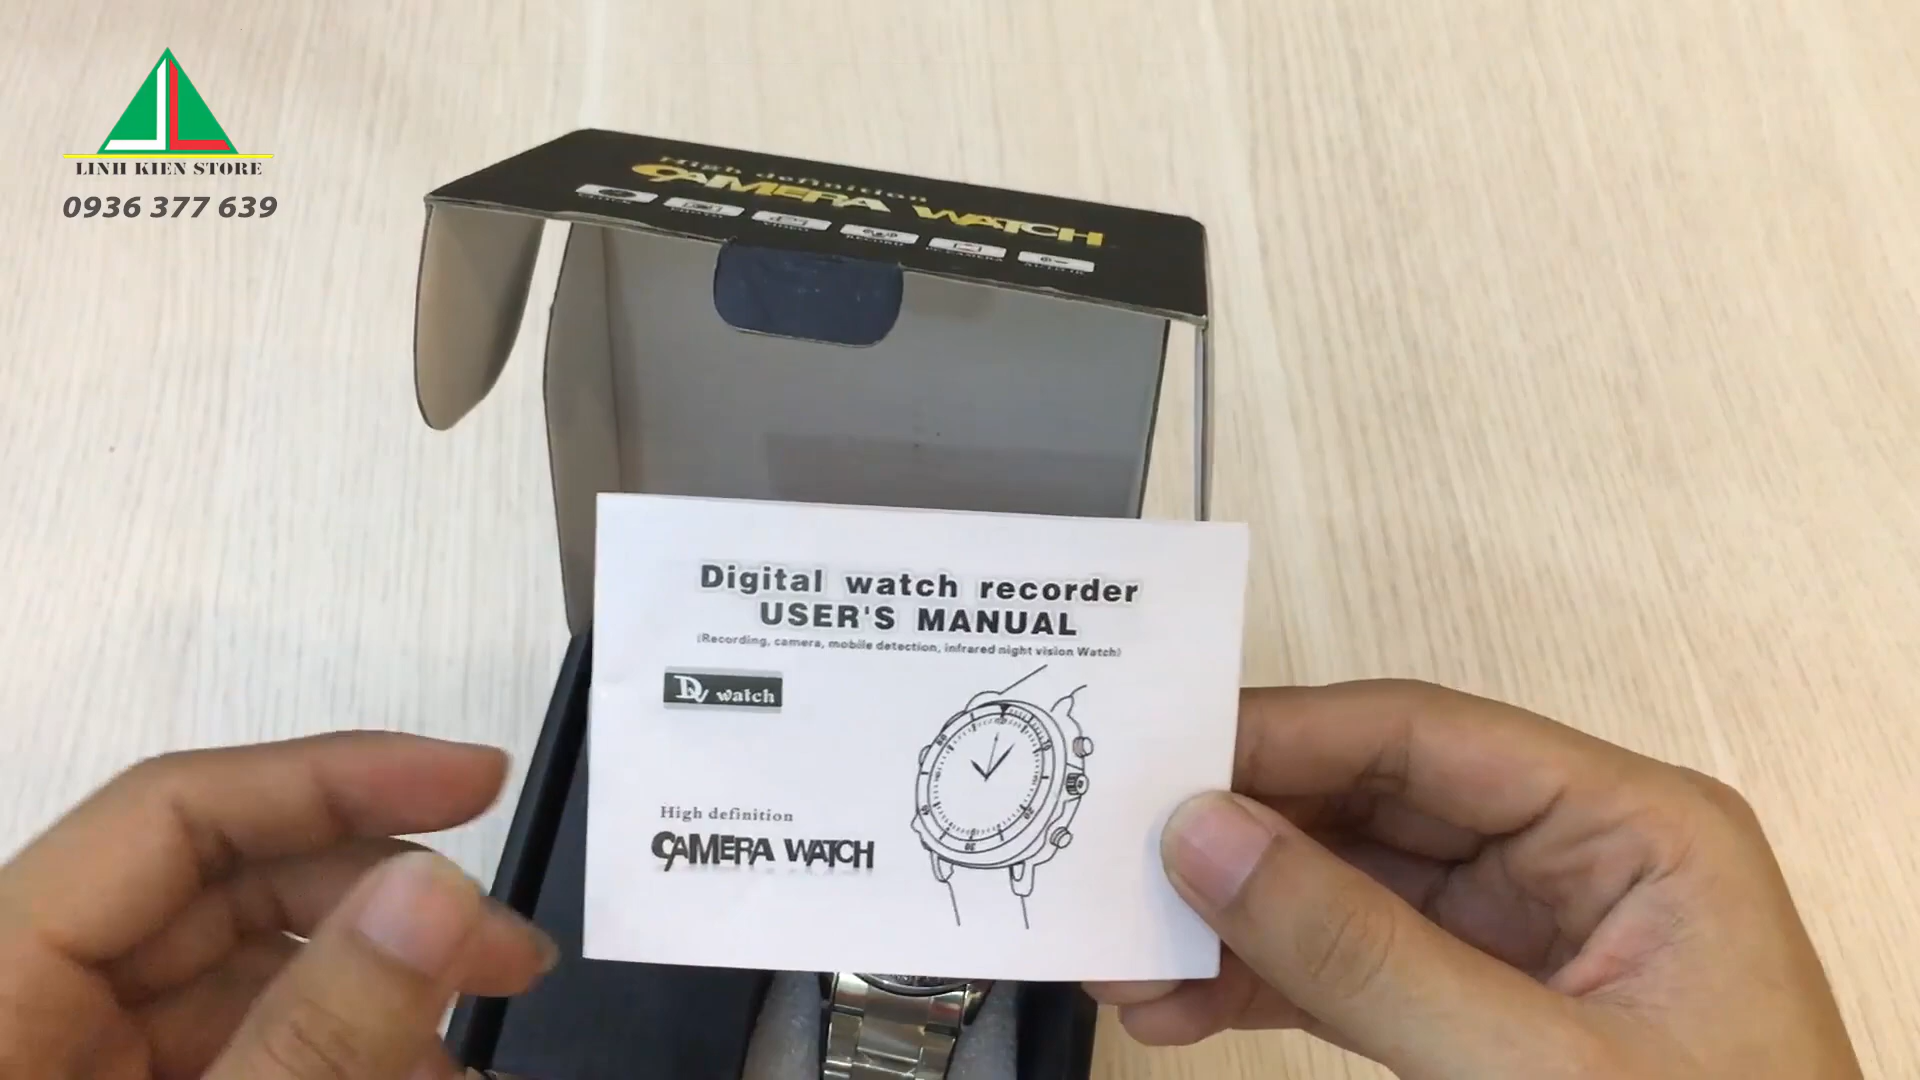 LINH KIEN STORE
0936 377 639
High definition
CAMERA WATCH
Digital watch recorder
USER'S MANUAL
(Recording, camera, mobile detection, infrared night vision Watch)
DV watch
High definition
CAMERA WATCH